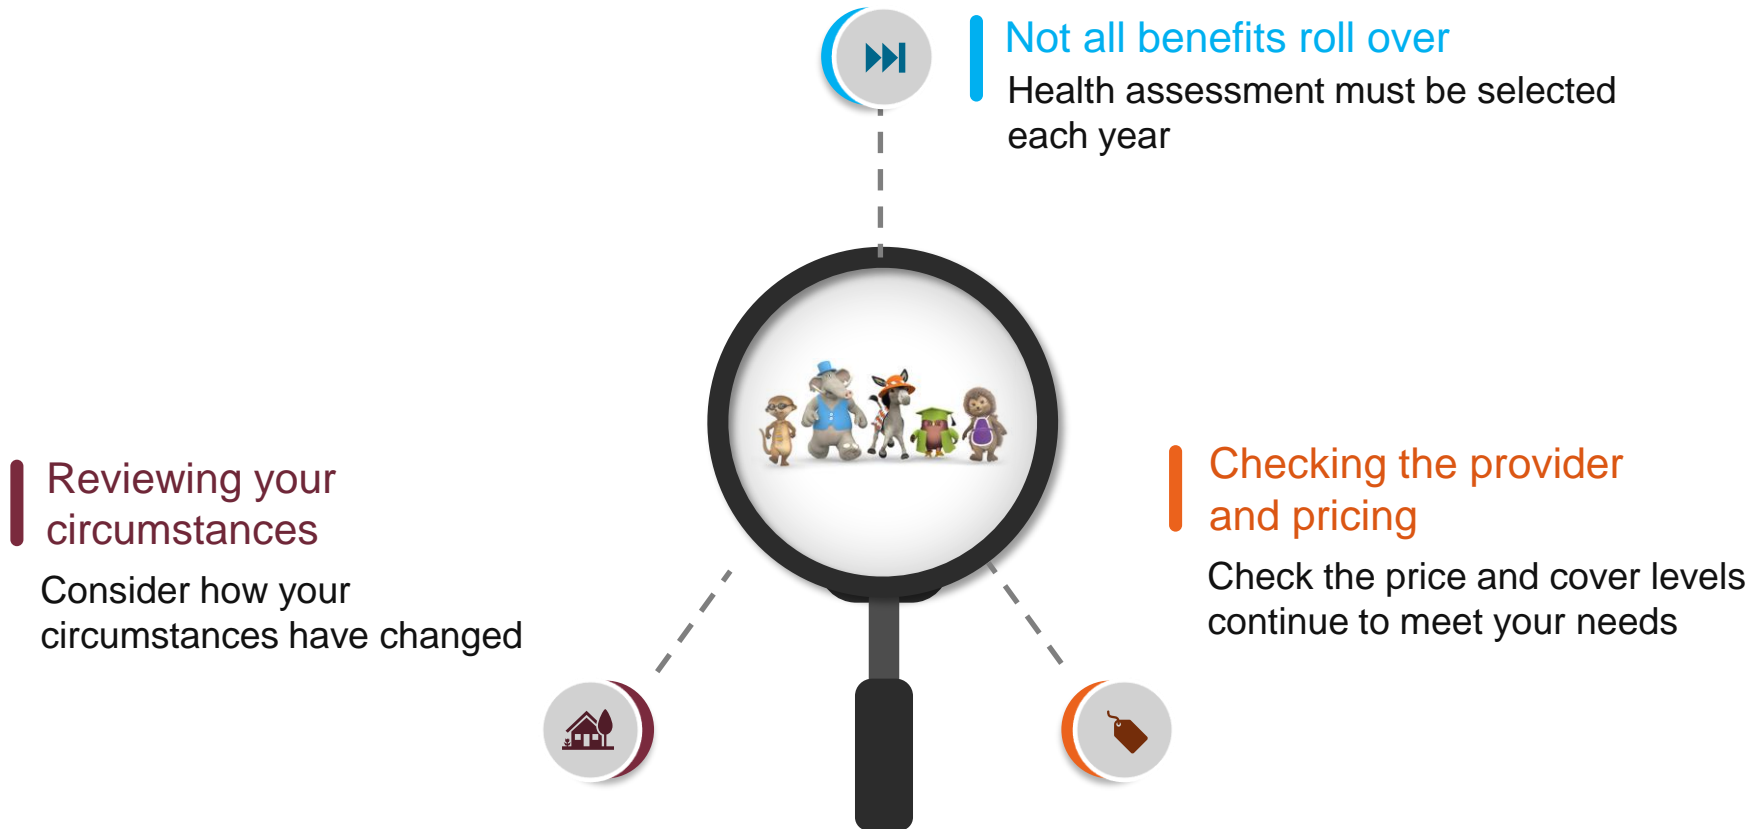 Not all benefits roll over
Health assessment must be selected
each year
Reviewing your
circumstances
Consider how your
circumstances have changed
Checking the provider
and pricing
Check the price and cover levels
continue to meet your needs